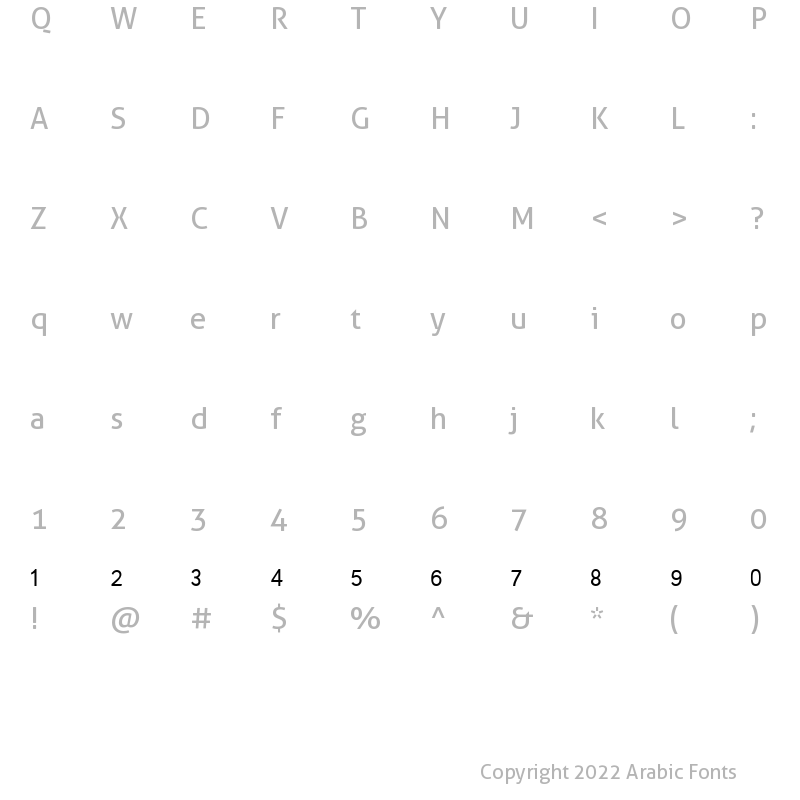 Q W E R T Y U I O P
A S D F G H J K L :
Z X C V B N M < > ?
q w e r t y u i o p
a s d f g h j k l ;
1 2 3 4 5 6 7 8 9 0
1 2 3 4 5 6 7 8 9 0
! @ # $ % ^ & * ( )
Copyright 2022 Arabic Fonts